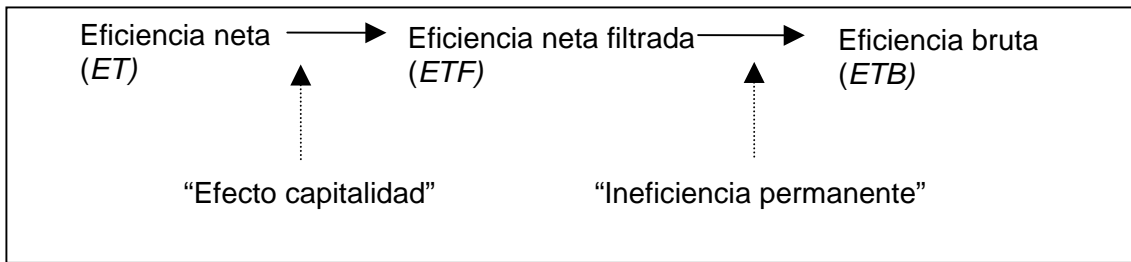 Eficiencia neta
(ET)
Eficiencia neta filtrada
(ETF)
Eficiencia bruta
(ETB)
“Efecto capitalidad”
“Ineficiencia permanente”